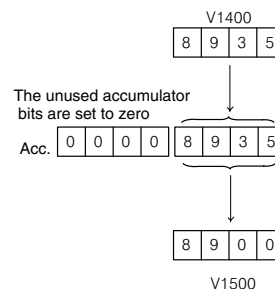 V1400
8 9 3 5
The unused accumulator
bits are set to zero
Acc. 0 0 0 0 8 9 3 5
8 9 0 0
V1500